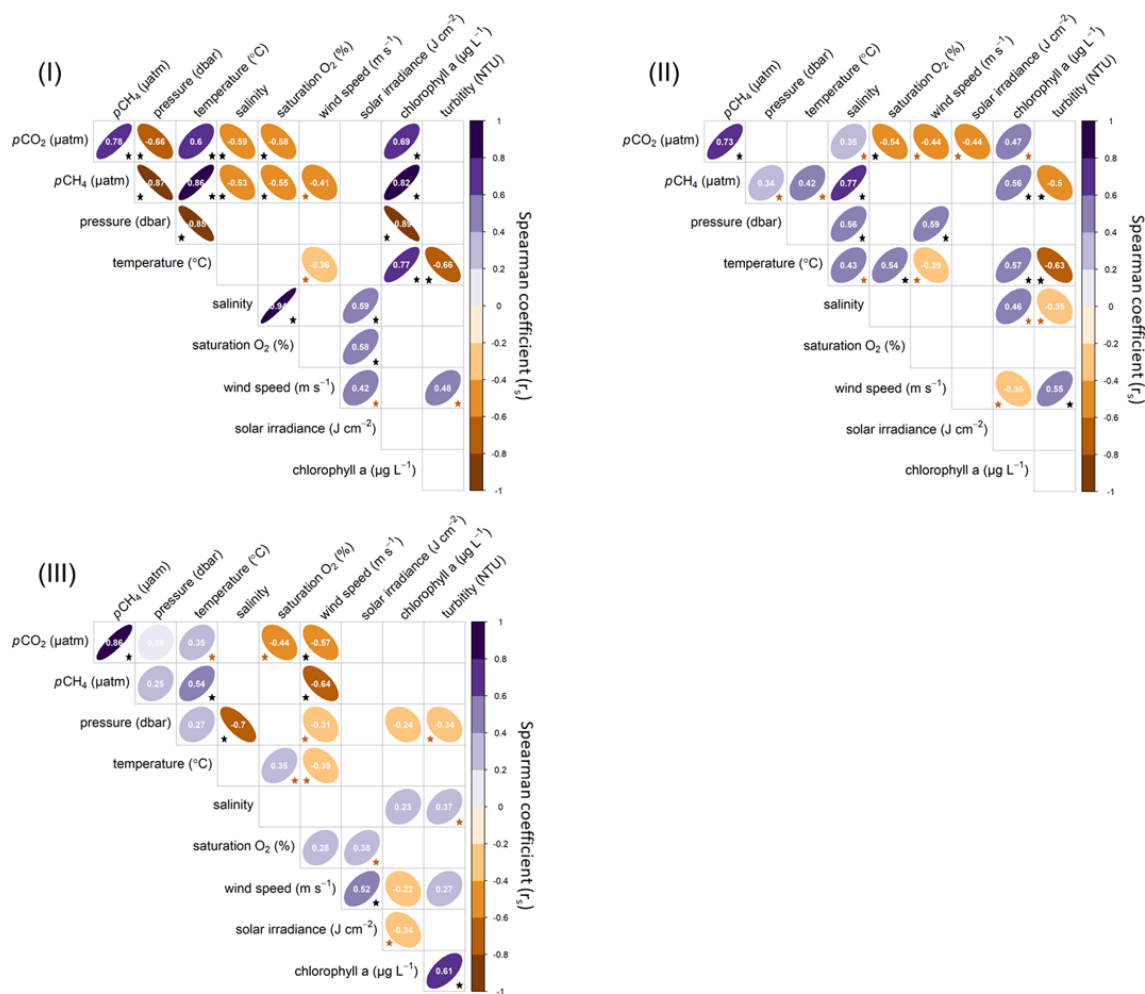 (I)
pCH₄ (µatm)
pressure (dbar)
temperature (°C)
salinity
saturation O₂ (%)
wind speed (m s⁻¹)
solar irradiance (J cm⁻²)
chlorophyll a (µg L⁻¹)
turbitity (NTU)
pCO₂ (µatm) 0.78 -0.66 0.6 -0.59 -0.58 0.69
pCH₄ (µatm) -0.87 0.86 -0.53 -0.55 -0.41 0.82
pressure (dbar) -0.89 -0.89
temperature (°C) -0.36 0.77 -0.66
salinity 0.94 0.59
saturation O₂ (%) 0.58
wind speed (m s⁻¹) 0.42 0.48
solar irradiance (J cm⁻²)
chlorophyll a (µg L⁻¹)
1
0.8
0.6
0.4
0.2
0
-0.2
-0.4
-0.6
-0.8
-1
Spearman coefficient (rₛ)
(II)
pCH₄ (µatm)
pressure (dbar)
temperature (°C)
salinity
saturation O₂ (%)
wind speed (m s⁻¹)
solar irradiance (J cm⁻²)
chlorophyll a (µg L⁻¹)
turbitity (NTU)
pCO₂ (µatm) 0.73 0.35 -0.54 -0.44 -0.44 0.47
pCH₄ (µatm) 0.34 0.42 0.77 0.56 -0.5
pressure (dbar) 0.56 0.59
temperature (°C) 0.43 0.54 -0.39 0.57 -0.63
salinity 0.46 -0.35
saturation O₂ (%)
wind speed (m s⁻¹) -0.35 0.55
solar irradiance (J cm⁻²)
chlorophyll a (µg L⁻¹)
1
0.8
0.6
0.4
0.2
0
-0.2
-0.4
-0.6
-0.8
-1
Spearman coefficient (rₛ)
(III)
pCH₄ (µatm)
pressure (dbar)
temperature (°C)
salinity
saturation O₂ (%)
wind speed (m s⁻¹)
solar irradiance (J cm⁻²)
chlorophyll a (µg L⁻¹)
turbitity (NTU)
pCO₂ (µatm) 0.86 0.35 -0.44 -0.57
pCH₄ (µatm) 0.25 0.54 -0.64
pressure (dbar) 0.27 -0.7 -0.31 -0.24 -0.34
temperature (°C) 0.35 -0.39
salinity 0.23 0.37
saturation O₂ (%) 0.28 0.38
wind speed (m s⁻¹) 0.52 -0.22 0.27
solar irradiance (J cm⁻²) -0.34
chlorophyll a (µg L⁻¹) 0.61
1
0.8
0.6
0.4
0.2
0
-0.2
-0.4
-0.6
-0.8
-1
Spearman coefficient (rₛ)